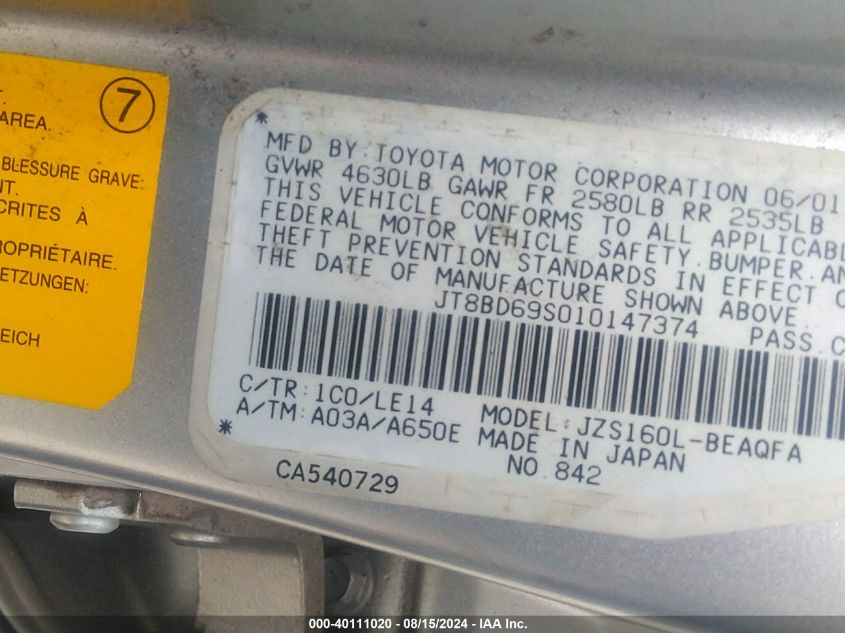 7
AREA.
BLESSURE GRAVE:
NT.
CRITES À
ROPRIÉTAIRE.
ETZUNGEN:
EICH
* MFD BY:TOYOTA MOTOR CORPORATION 06/01
GVWR 4630LB GAWR FR 2580LB RR 2535LB
THIS VEHICLE CONFORMS TO ALL APPLICABL
FEDERAL MOTOR VEHICLE SAFETY.BUMPER.AN
THEFT PREVENTION STANDARDS IN EFFECT O
THE DATE OF MANUFACTURE SHOWN ABOVE.
JT8BD69S010147374 PASS.C
C/TR:1C0/LE14 MODEL:JZS160L-BEAQFA
A/TM:A03A/A650E MADE IN JAPAN
* NO.842
CA540729
000-40111020 - 08/15/2024 - IAA Inc.